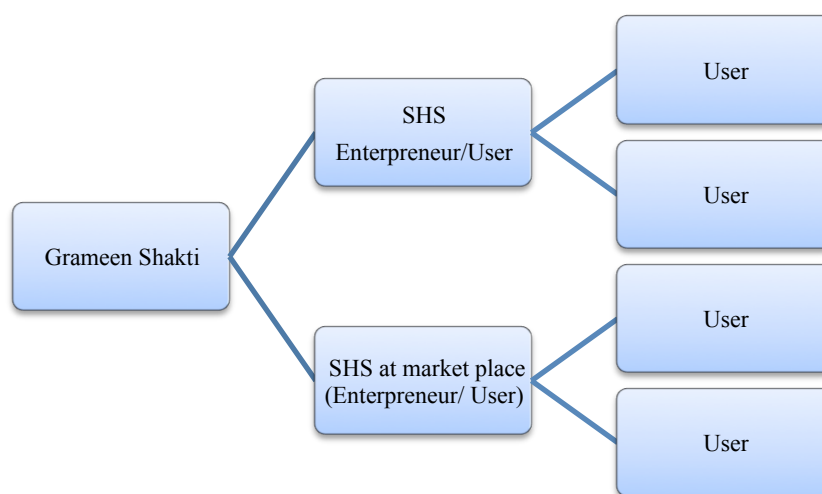 Grameen Shakti
SHS
Enterpreneur/User
User
User
SHS at market place
(Enterpreneur/ User)
User
User